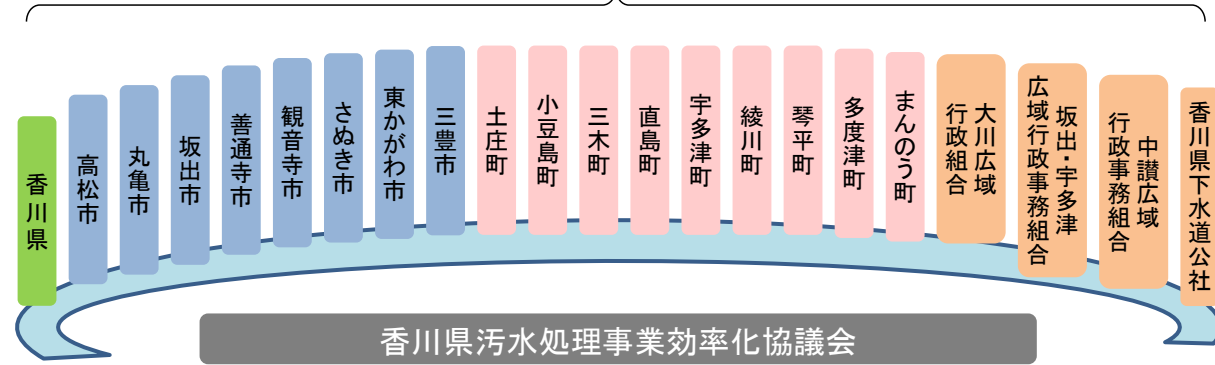 香川県
高松市
丸亀市
坂出市
善通寺市
観音寺市
さぬき市
東かがわ市
三豊市
土庄町
小豆島町
三木町
直島町
宇多津町
綾川町
琴平町
多度津町
まんのう町
大川広域
行政組合
坂出・宇多津
広域行政事務組合
中讃広域
行政事務組合
香川県下水道公社
香川県汚水処理事業効率化協議会